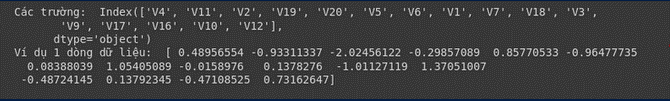 Các trường:  Index(['V4', 'V11', 'V2', 'V19', 'V20', 'V5', 'V6', 'V1', 'V7', 'V18', 'V3',
'V9', 'V17', 'V16', 'V10', 'V12'],
dtype='object')
Ví dụ 1 dòng dữ liệu:  [ 0.48956554 -0.93311337 -2.02456122 -0.29857089  0.85770533 -0.96477735
0.08388039  1.05405089 -0.0158976   0.1378276  -1.01127119  1.37051007
-0.48724145  0.13792345 -0.47108525  0.73162647]